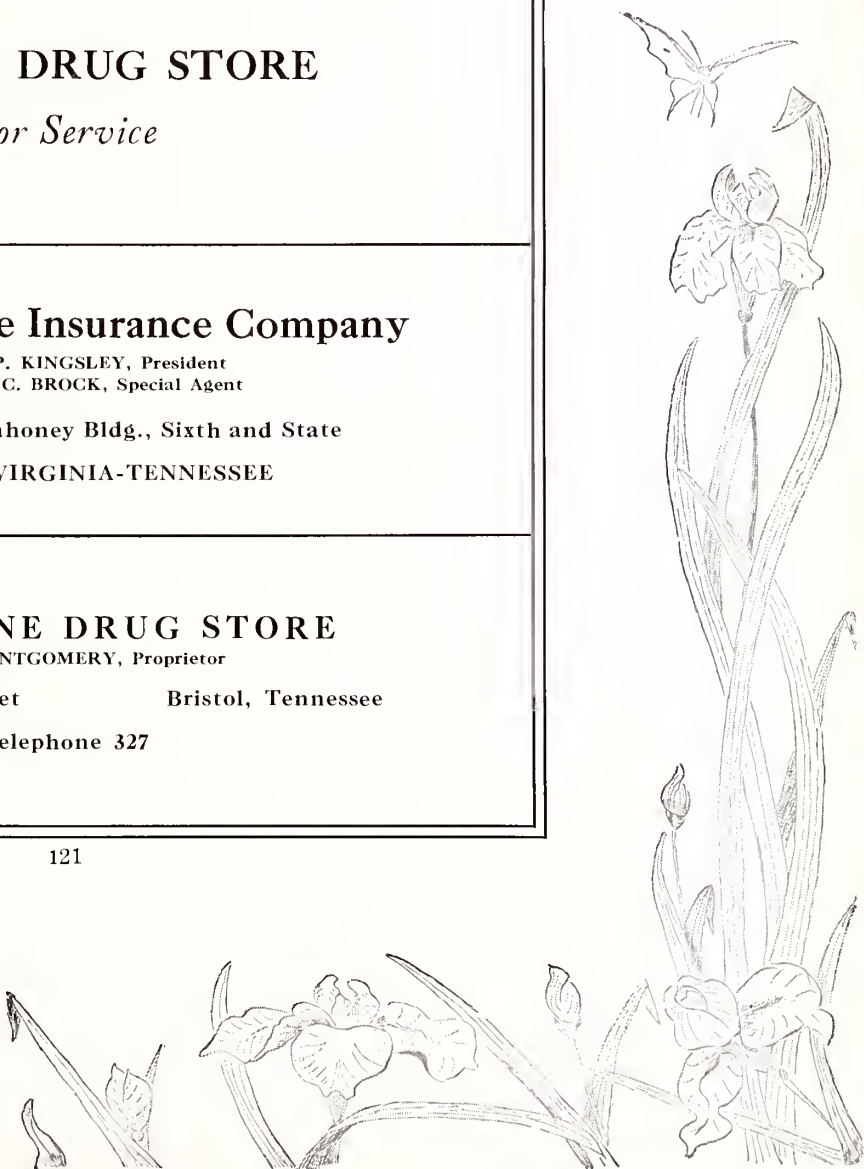 DRUG STORE
or Service
e Insurance Company
P. KINGSLEY, President
C. BROCK, Special Agent
ahoney Bldg., Sixth and State
VIRGINIA-TENNESSEE
NE DRUG STORE
NTGOMERY, Proprietor
et Bristol, Tennessee
elephone 327
121